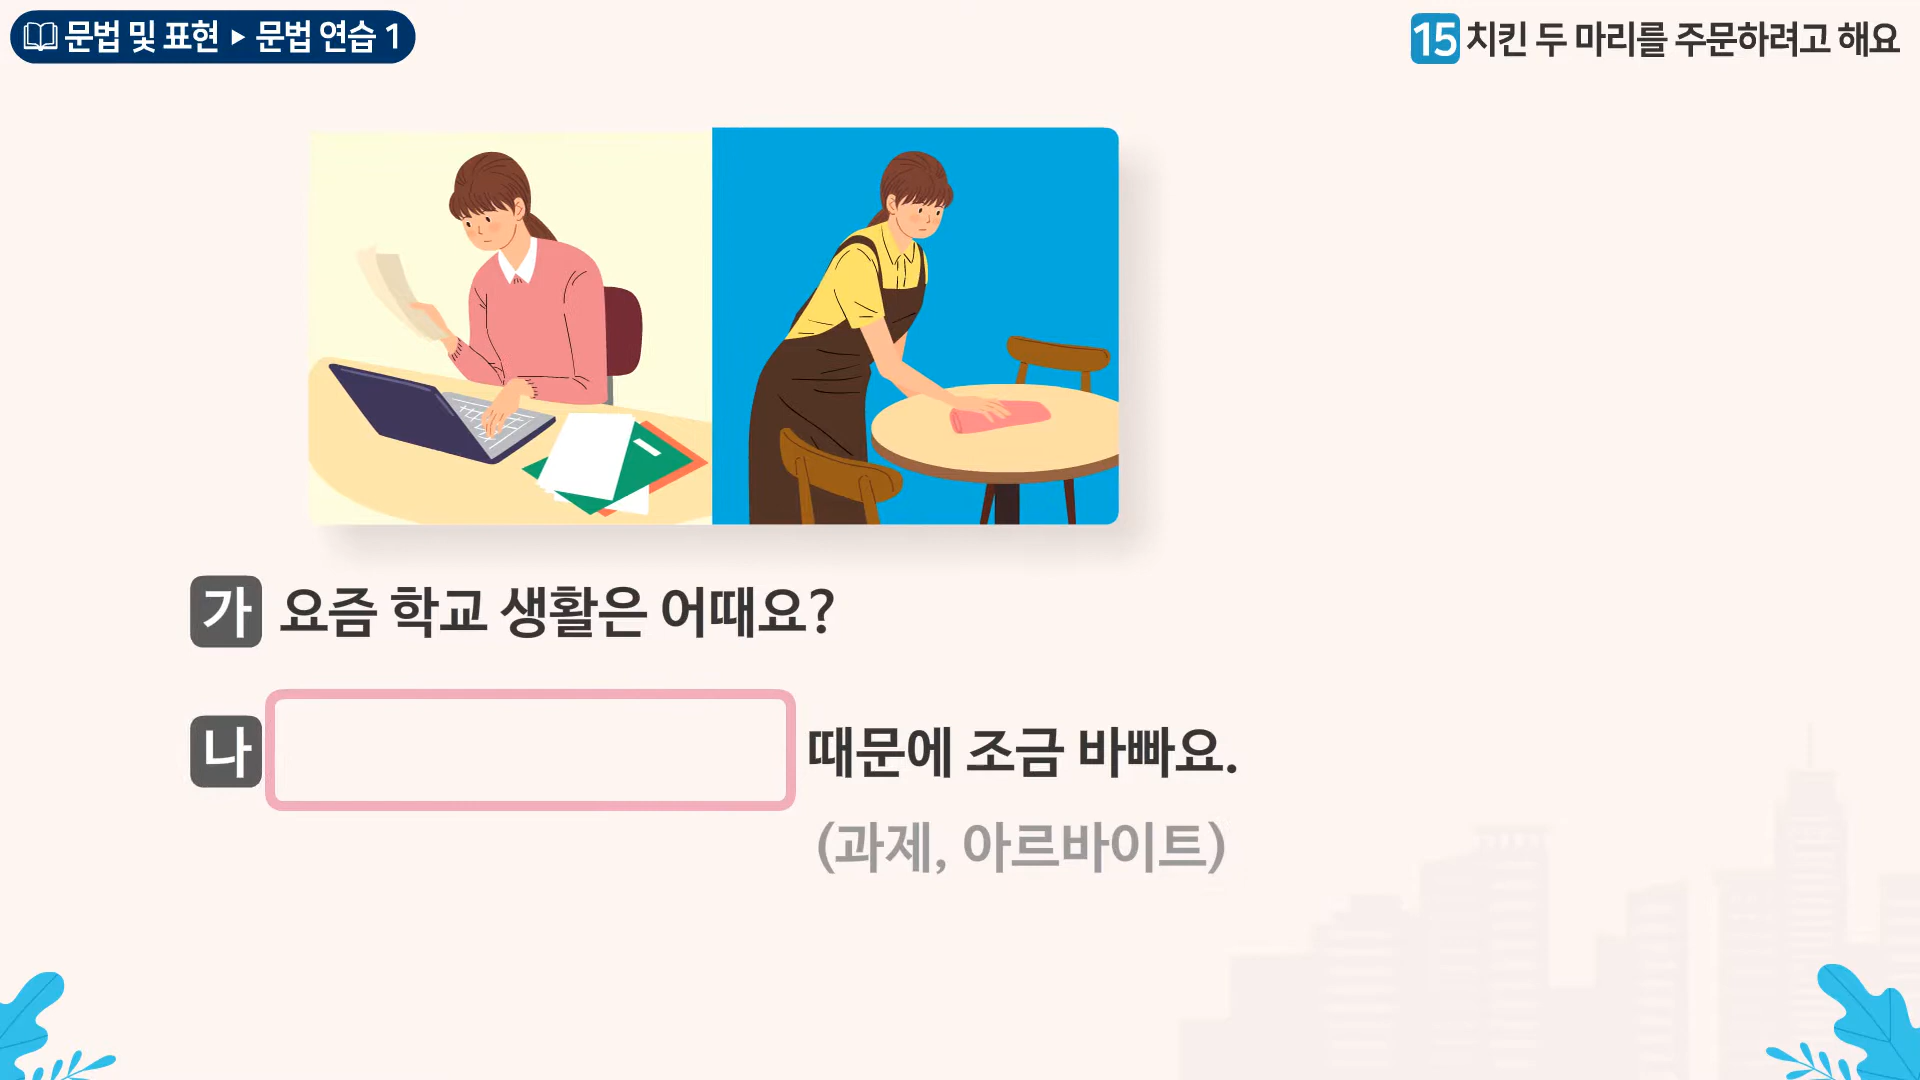 문법 및 표현 ▶ 문법 연습 1
15 치킨 두 마리를 주문하려고 해요
가 요즘 학교 생활은 어때요?
나 때문에 조금 바빠요.
(과제, 아르바이트)